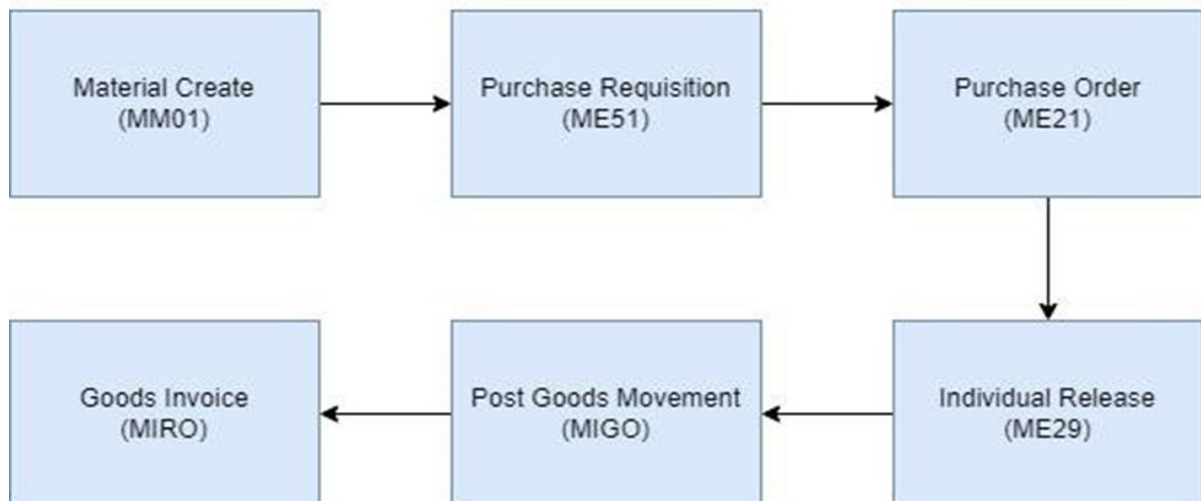 Material Create
(MM01)
Purchase Requisition
(ME51)
Purchase Order
(ME21)
Individual Release
(ME29)
Post Goods Movement
(MIGO)
Goods Invoice
(MIRO)